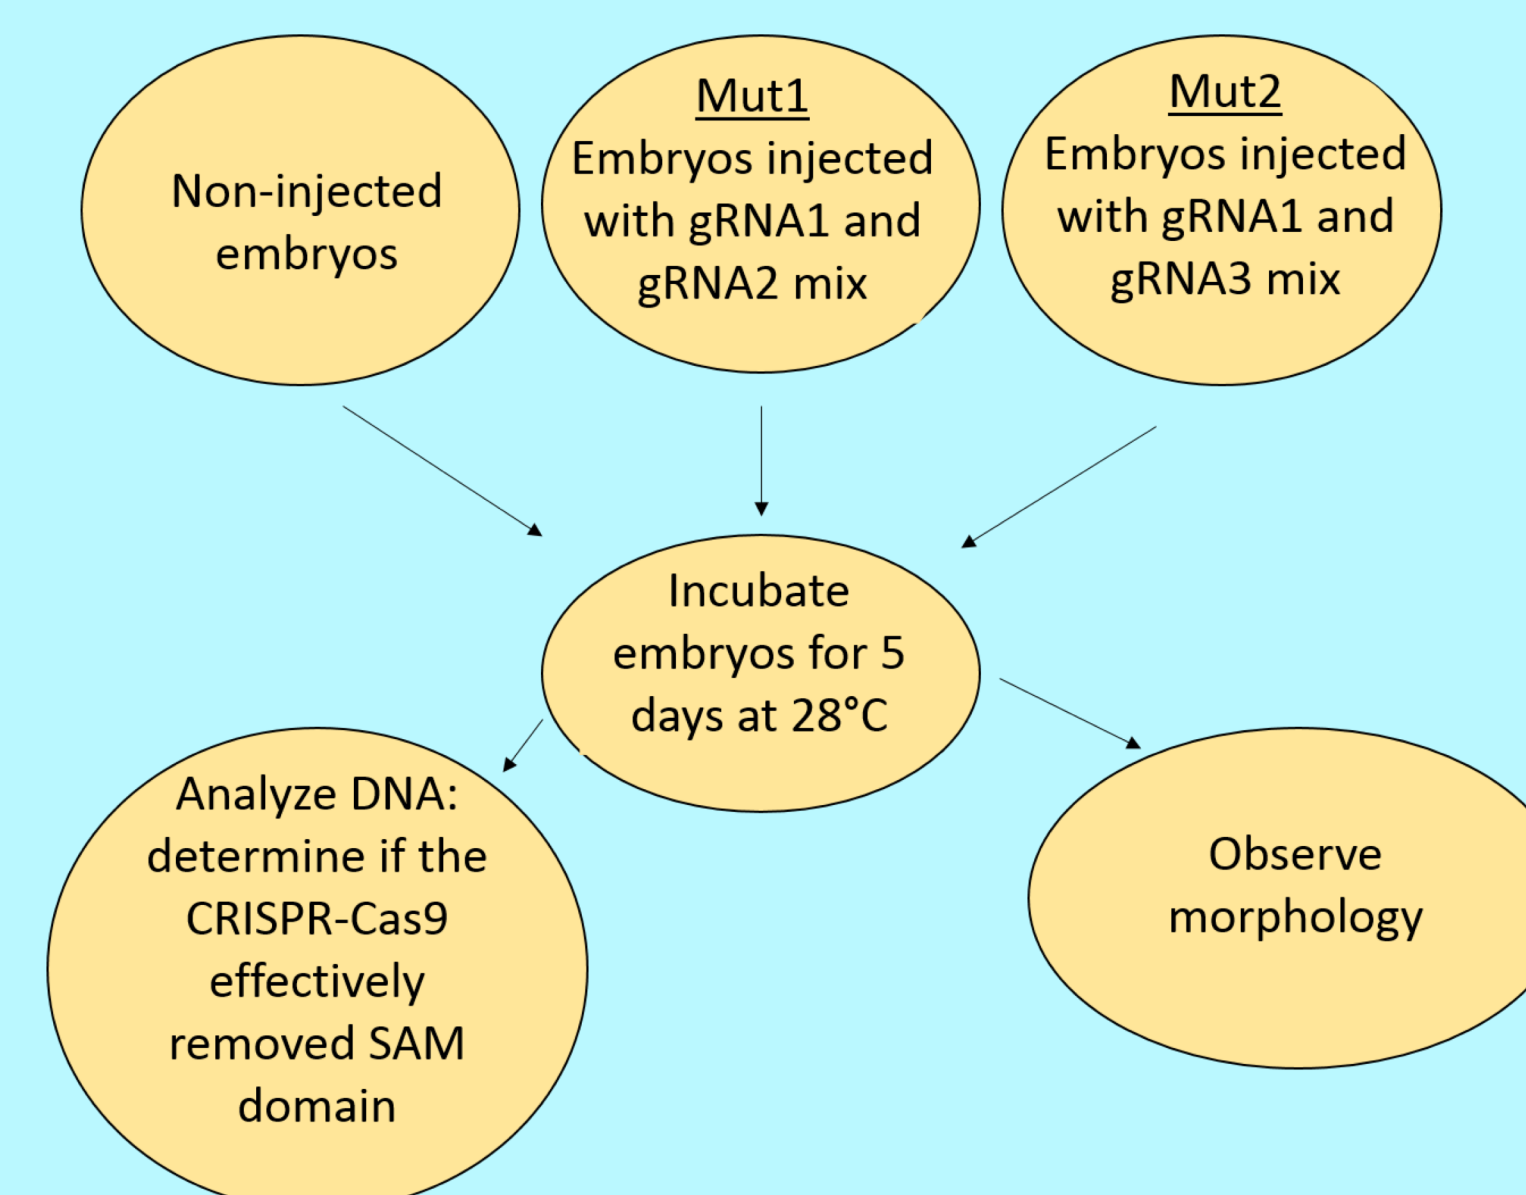 Non-injected
embryos
Mut1
Embryos injected
with gRNA1 and
gRNA2 mix
Mut2
Embryos injected
with gRNA1 and
gRNA3 mix
Incubate
embryos for 5
days at 28°C
Analyze DNA:
determine if the
CRISPR-Cas9
effectively
removed SAM
domain
Observe
morphology